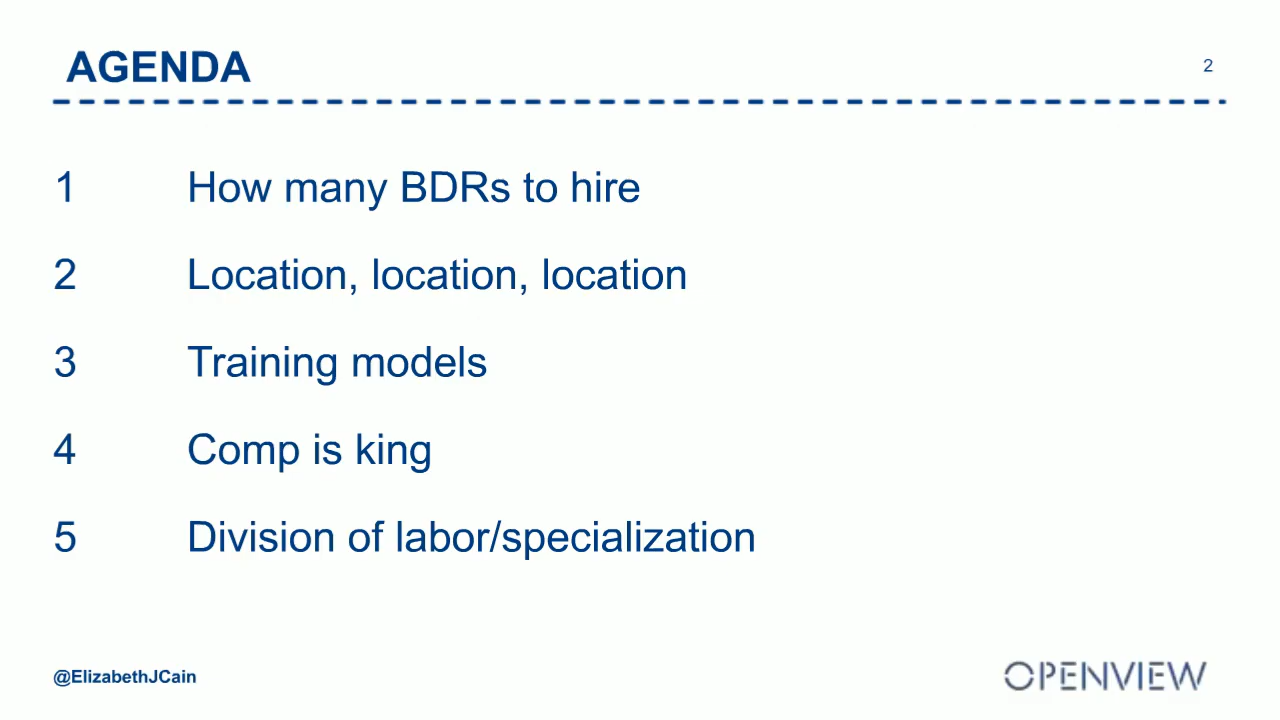 AGENDA
2
1 How many BDRs to hire
2 Location, location, location
3 Training models
4 Comp is king
5 Division of labor/specialization
@ElizabethJCain
OPENVIEW